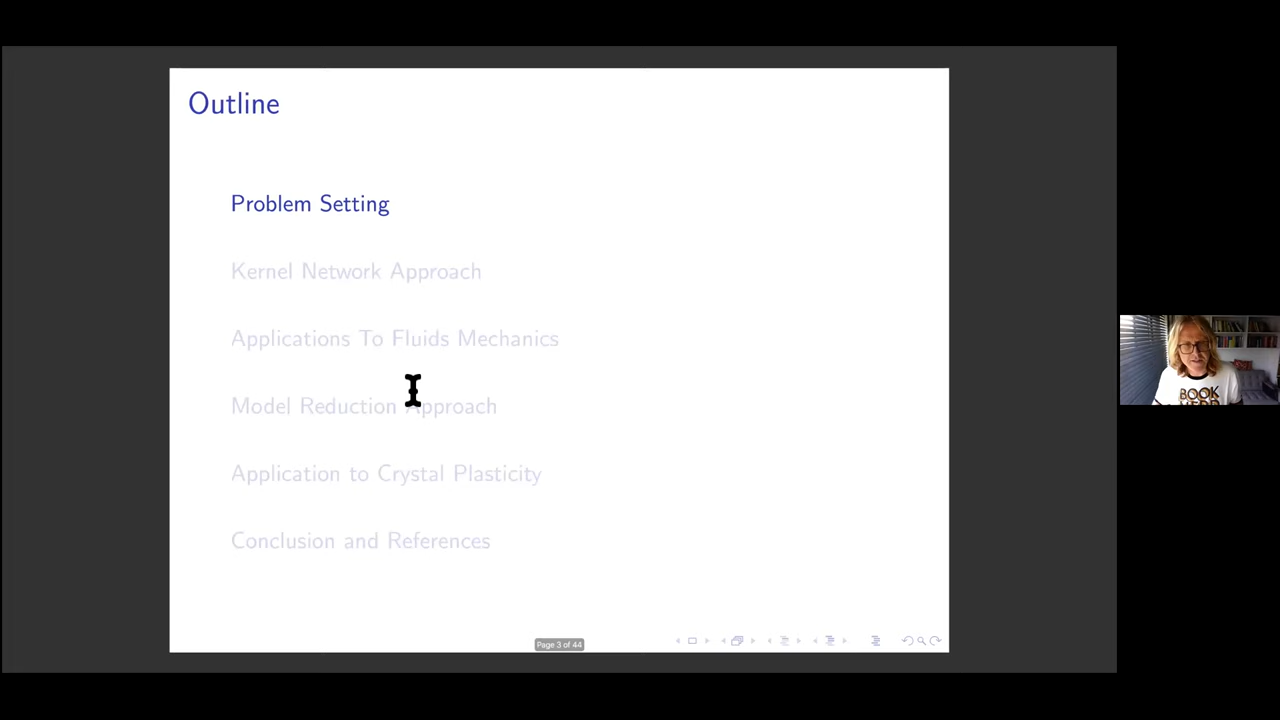 Outline
Problem Setting
Kernel Network Approach
Applications To Fluids Mechanics
Model Reduction Approach
Application to Crystal Plasticity
Conclusion and References
Page 3 of 44
BOOK